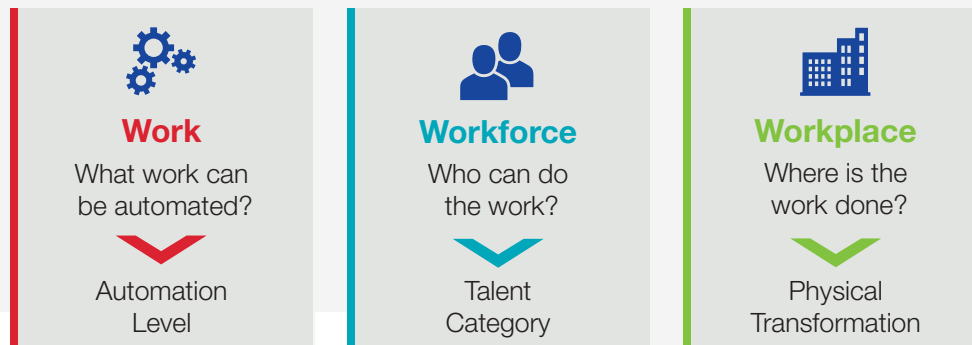 Work
What work can
be automated?
Automation
Level
Workforce
Who can do
the work?
Talent
Category
Workplace
Where is the
work done?
Physical
Transformation